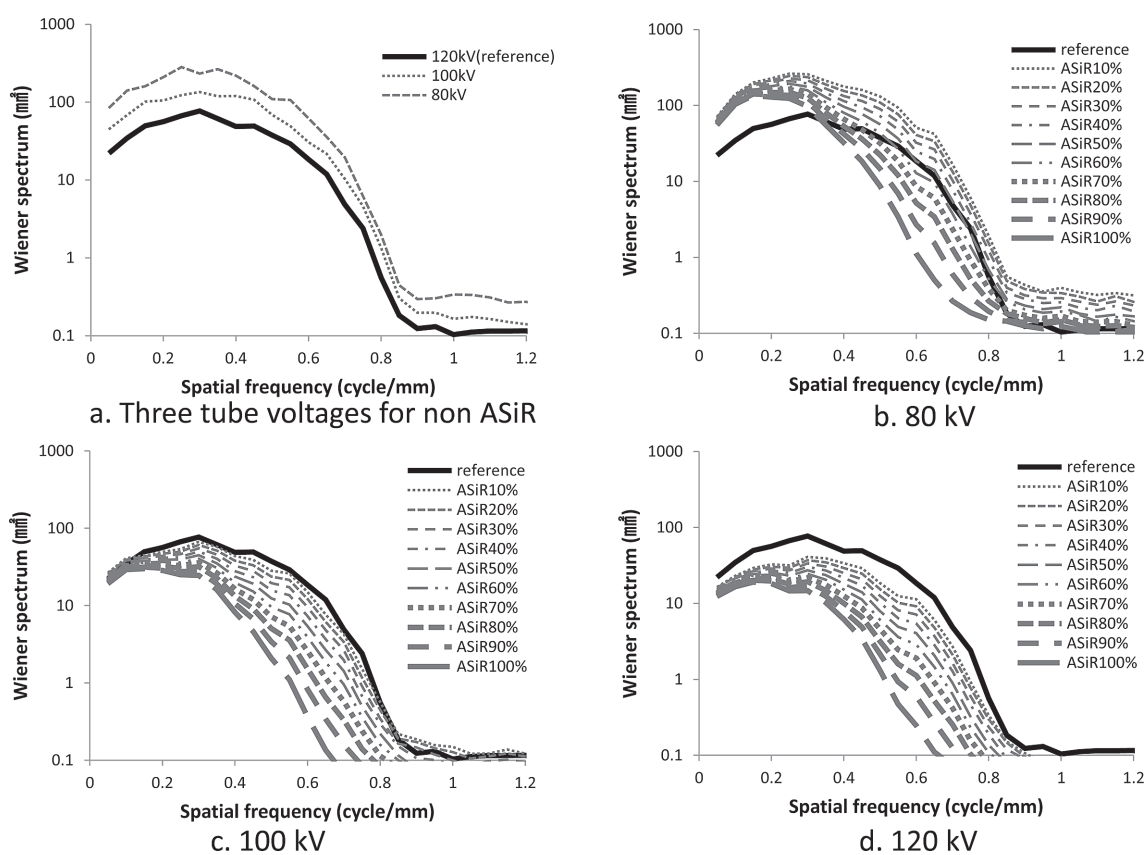 1000
100
10
1
0.1
Wiener spectrum (㎟)
120kV(reference)
100kV
80kV
0 0.2 0.4 0.6 0.8 1 1.2
Spatial frequency (cycle/mm)
a. Three tube voltages for non ASiR
1000
100
10
1
0.1
Wiener spectrum (㎟)
reference
ASiR10%
ASiR20%
ASiR30%
ASiR40%
ASiR50%
ASiR60%
ASiR70%
ASiR80%
ASiR90%
ASiR100%
0 0.2 0.4 0.6 0.8 1 1.2
Spatial frequency (cycle/mm)
b. 80 kV
1000
100
10
1
0.1
Wiener spectrum (㎟)
reference
ASiR10%
ASiR20%
ASiR30%
ASiR40%
ASiR50%
ASiR60%
ASiR70%
ASiR80%
ASiR90%
ASiR100%
0 0.2 0.4 0.6 0.8 1 1.2
Spatial frequency (cycle/mm)
c. 100 kV
1000
100
10
1
0.1
Wiener spectrum (㎟)
reference
ASiR10%
ASiR20%
ASiR30%
ASiR40%
ASiR50%
ASiR60%
ASiR70%
ASiR80%
ASiR90%
ASiR100%
0 0.2 0.4 0.6 0.8 1 1.2
Spatial frequency (cycle/mm)
d. 120 kV